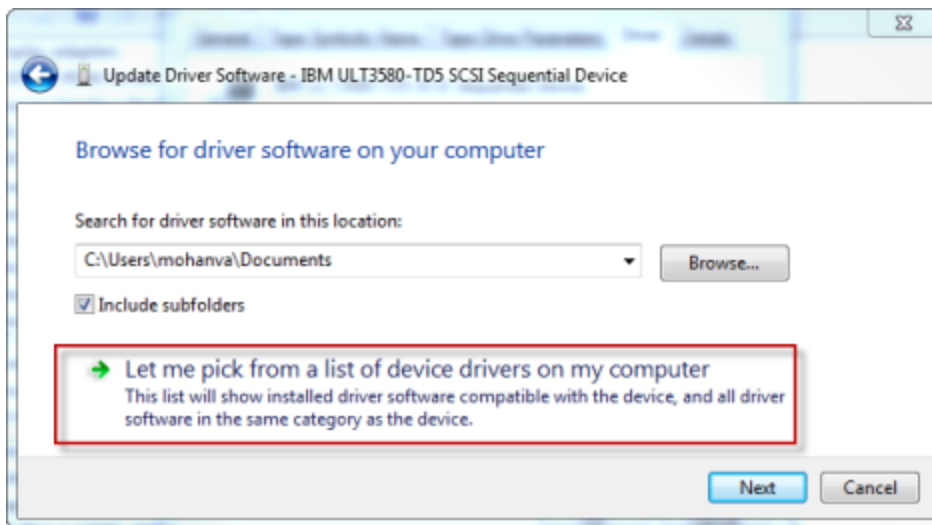 Update Driver Software - IBM ULT3580-TD5 SCSI Sequential Device
Browse for driver software on your computer
Search for driver software in this location:
C:\Users\mohanva\Documents
Browse...
Include subfolders
Let me pick from a list of device drivers on my computer
This list will show installed driver software compatible with the device, and all driver
software in the same category as the device.
Next
Cancel